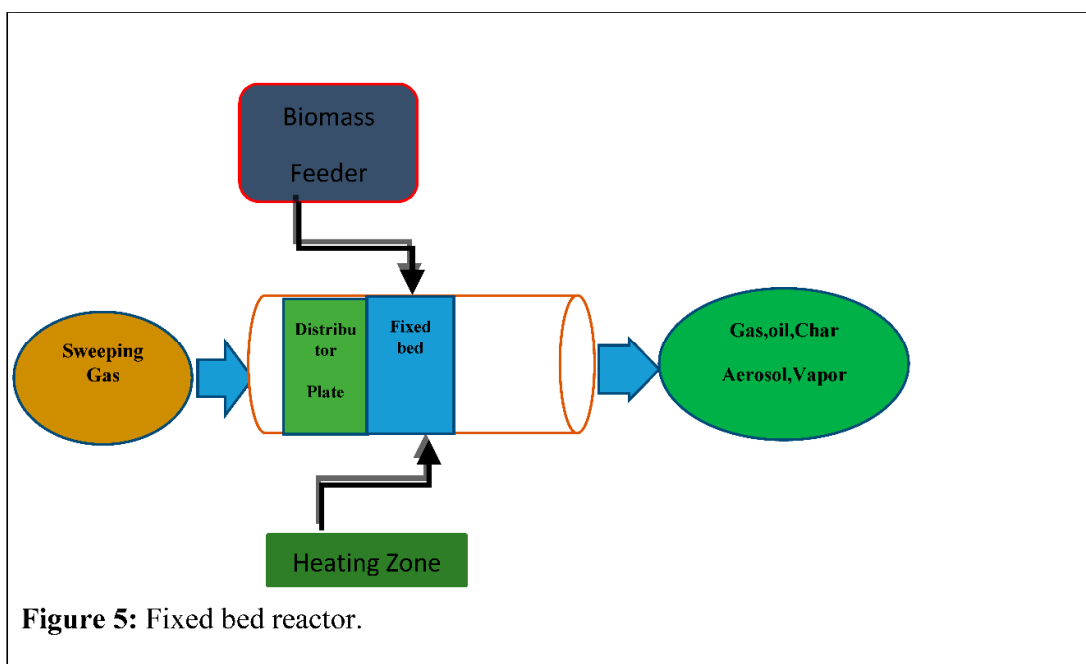 Biomass
Feeder
Sweeping
Gas
Distribu
tor
Plate
Fixed
bed
Gas,oil,Char
Aerosol,Vapor
Heating Zone
Figure 5: Fixed bed reactor.